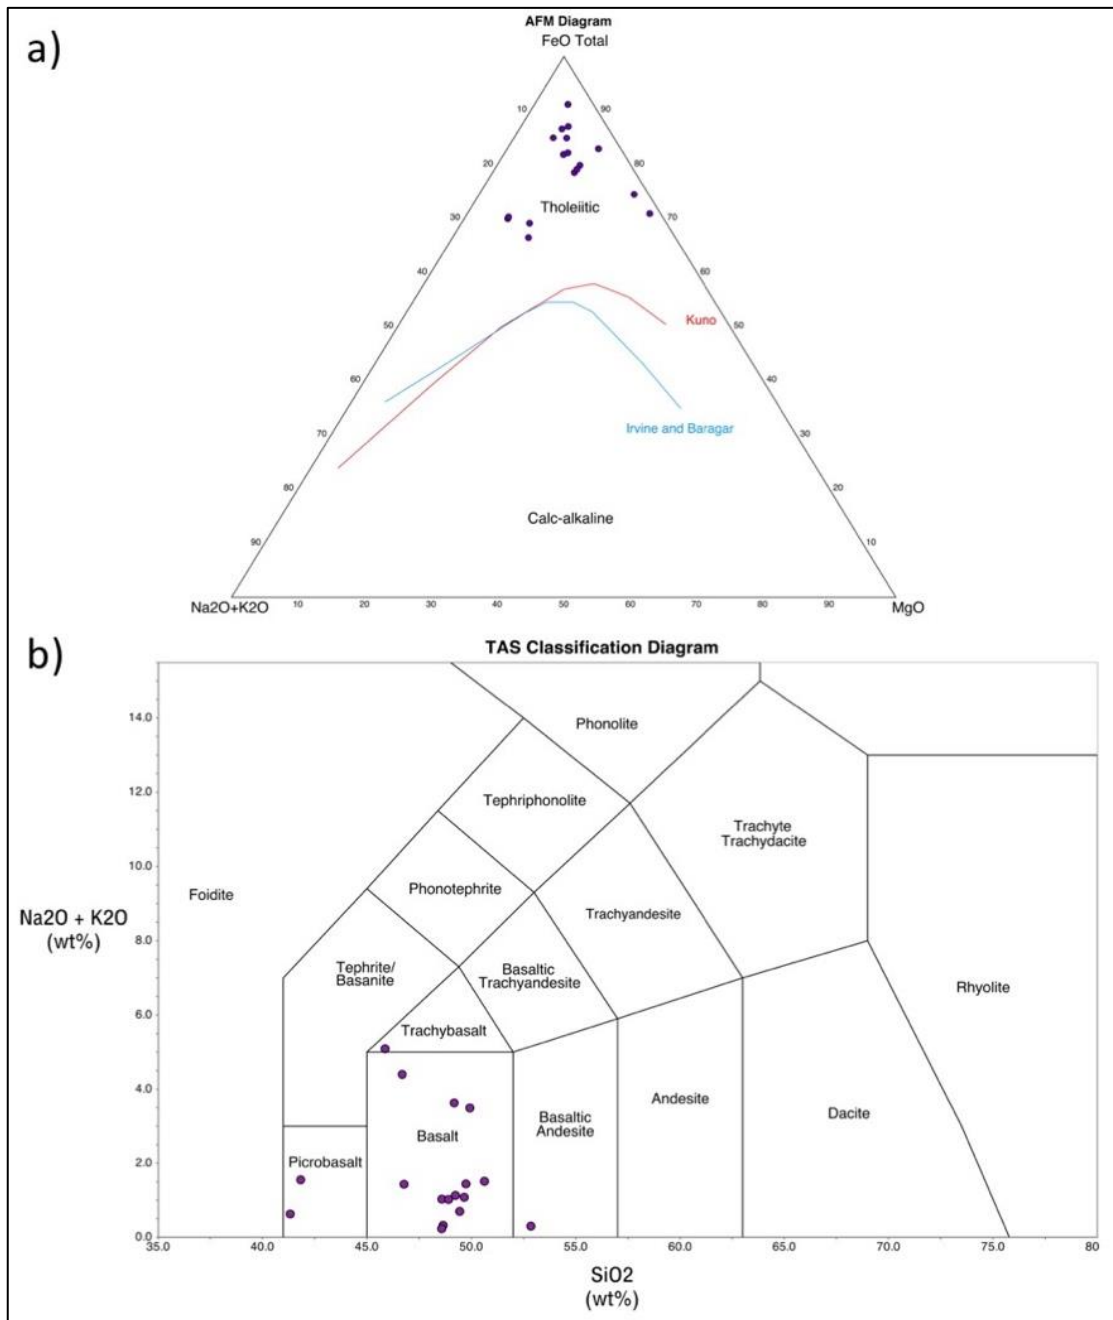 a)
AFM Diagram
FeO Total
10
90
20
80
Tholeiitic
30
70
40
60
Kuno
50
50
60
40
Irvine and Baragar
70
30
80
20
Calc-alkaline
90
10
Na2O+K2O
10
20
30
40
50
60
70
80
90
MgO
b)
TAS Classification Diagram
14.0
Phonolite
12.0
Tephriphonolite
Trachyte
Trachydacite
10.0
Foidite
Phonotephrite
Na2O + K2O
(wt%)
Trachyandesite
8.0
Tephrite/
Basanite
Basaltic
Trachyandesite
Rhyolite
6.0
Trachybasalt
4.0
Basalt
Basaltic
Andesite
Andesite
Dacite
Picrobasalt
2.0
0.0
35.0
40.0
45.0
50.0
55.0
60.0
65.0
70.0
75.0
80
SiO2
(wt%)